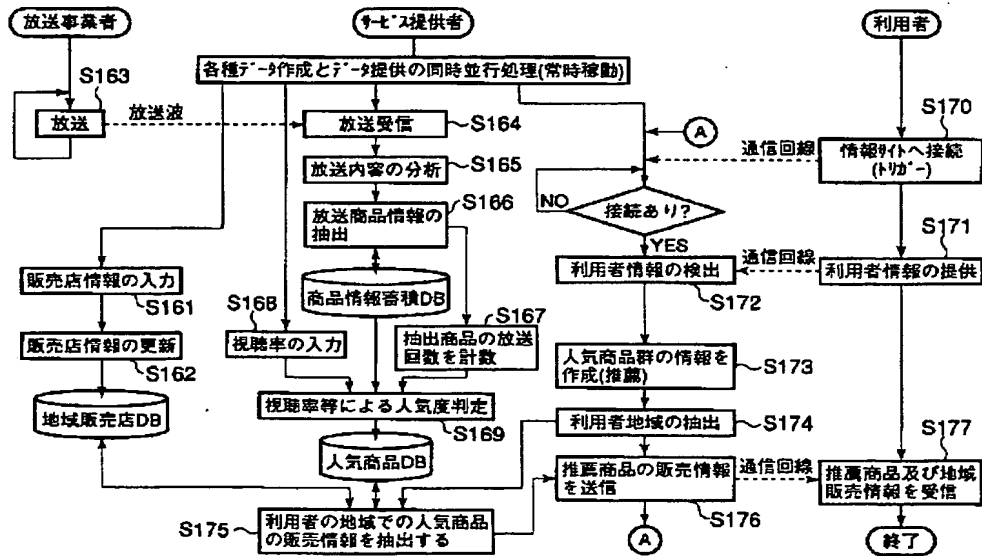 放送事業者
サービス提供者
利用者
各種データ作成とデータ提供の同時並行処理(常時稼動)
S163
放送
放送波
放送受信
S164
放送内容の分析
S165
放送商品情報の
抽出
S166
商品情報蓄積DB
S167
抽出商品の放送
回数を計数
S168
視聴率の入力
視聴率等による人気度判定
S169
人気商品DB
販売店情報の入力
S161
販売店情報の更新
S162
地域販売店DB
S175
利用者の地域での人気商品
の販売情報を抽出する
A
通信回線
S170
情報サイトへ接続
(トリガー)
NO
接続あり?
YES
通信回線
S171
利用者情報の提供
利用者情報の検出
S172
人気商品群の情報を
作成(推薦)
S173
利用者地域の抽出
S174
推薦商品の販売情報
を送信
S176
通信回線
S177
推薦商品及び地域
販売情報を受信
A
終了